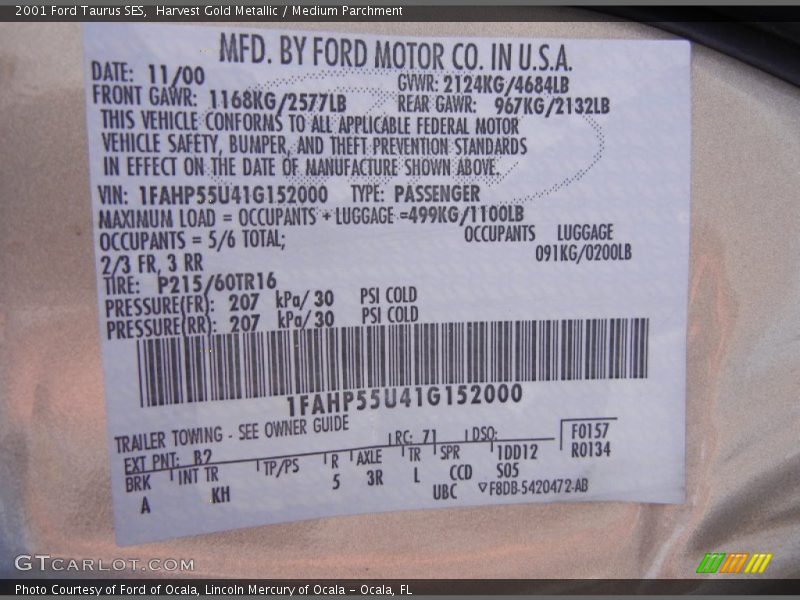 2001 Ford Taurus SES, Harvest Gold Metallic / Medium Parchment
MFD. BY FORD MOTOR CO. IN U.S.A.
DATE: 11/00 GVWR: 2124KG/4684LB
FRONT GAWR: 1168KG/2577LB REAR GAWR: 967KG/2132LB
THIS VEHICLE CONFORMS TO ALL APPLICABLE FEDERAL MOTOR
VEHICLE SAFETY, BUMPER, AND THEFT PREVENTION STANDARDS
IN EFFECT ON THE DATE OF MANUFACTURE SHOWN ABOVE.
VIN: 1FAHP55U41G152000 TYPE: PASSENGER
MAXIMUM LOAD = OCCUPANTS + LUGGAGE =499KG/1100LB
OCCUPANTS = 5/6 TOTAL; OCCUPANTS LUGGAGE
2/3 FR, 3 RR 091KG/0200LB
TIRE: P215/60TR16
PRESSURE(FR): 207 kPa/ 30 PSI COLD
PRESSURE(RR): 207 kPa/ 30 PSI COLD
1FAHP55U41G152000
TRAILER TOWING - SEE OWNER GUIDE
EXT PNT: B2 RC: 71 DSO: F0157
BRK INT TR TP/PS R AXLE TR SPR 1DD12 R0134
A KH 5 3R L CCD S05
UBC ▽F8DB-5420472-AB
GTCARLOT.COM
Photo Courtesy of Ford of Ocala, Lincoln Mercury of Ocala - Ocala, FL